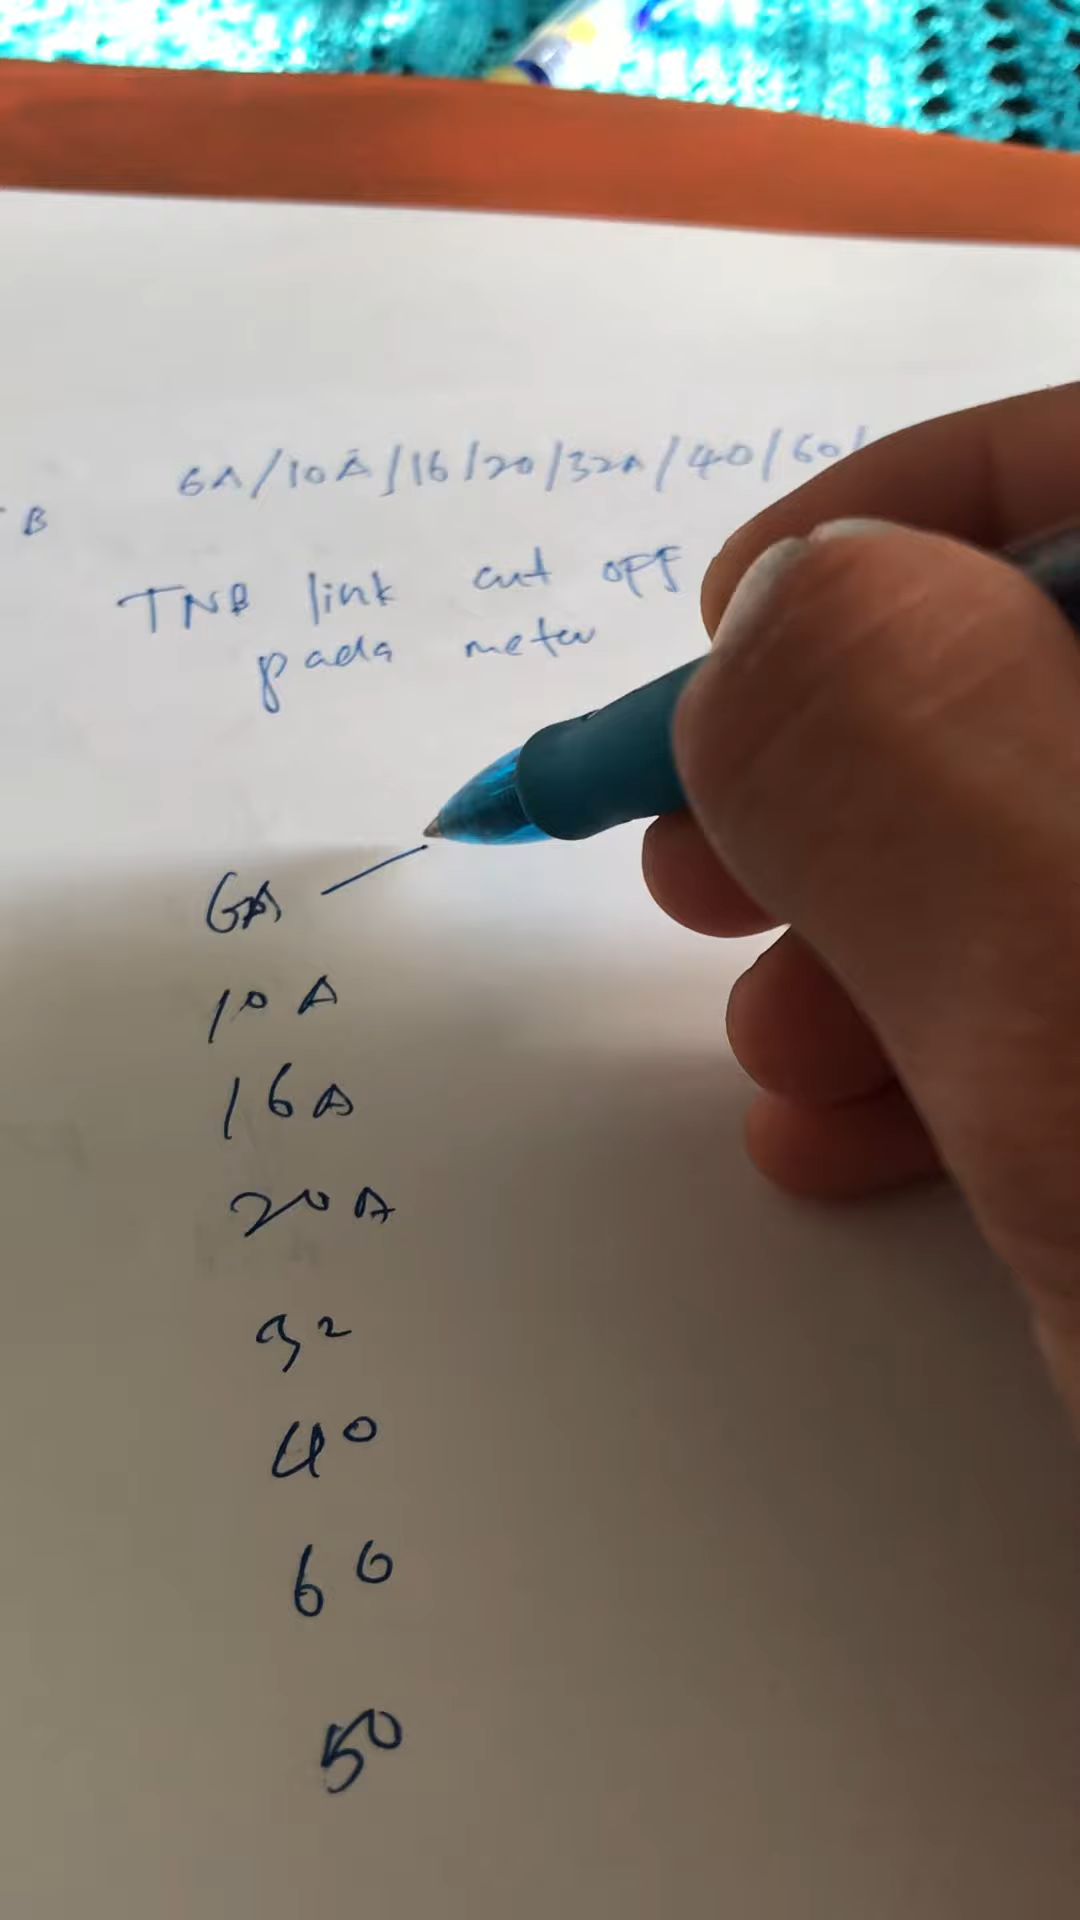 6A/10A/16/20/32A/40/60/
B
TNB link cut off
pada meter
6A
10A
16A
20A
32
40
60
50